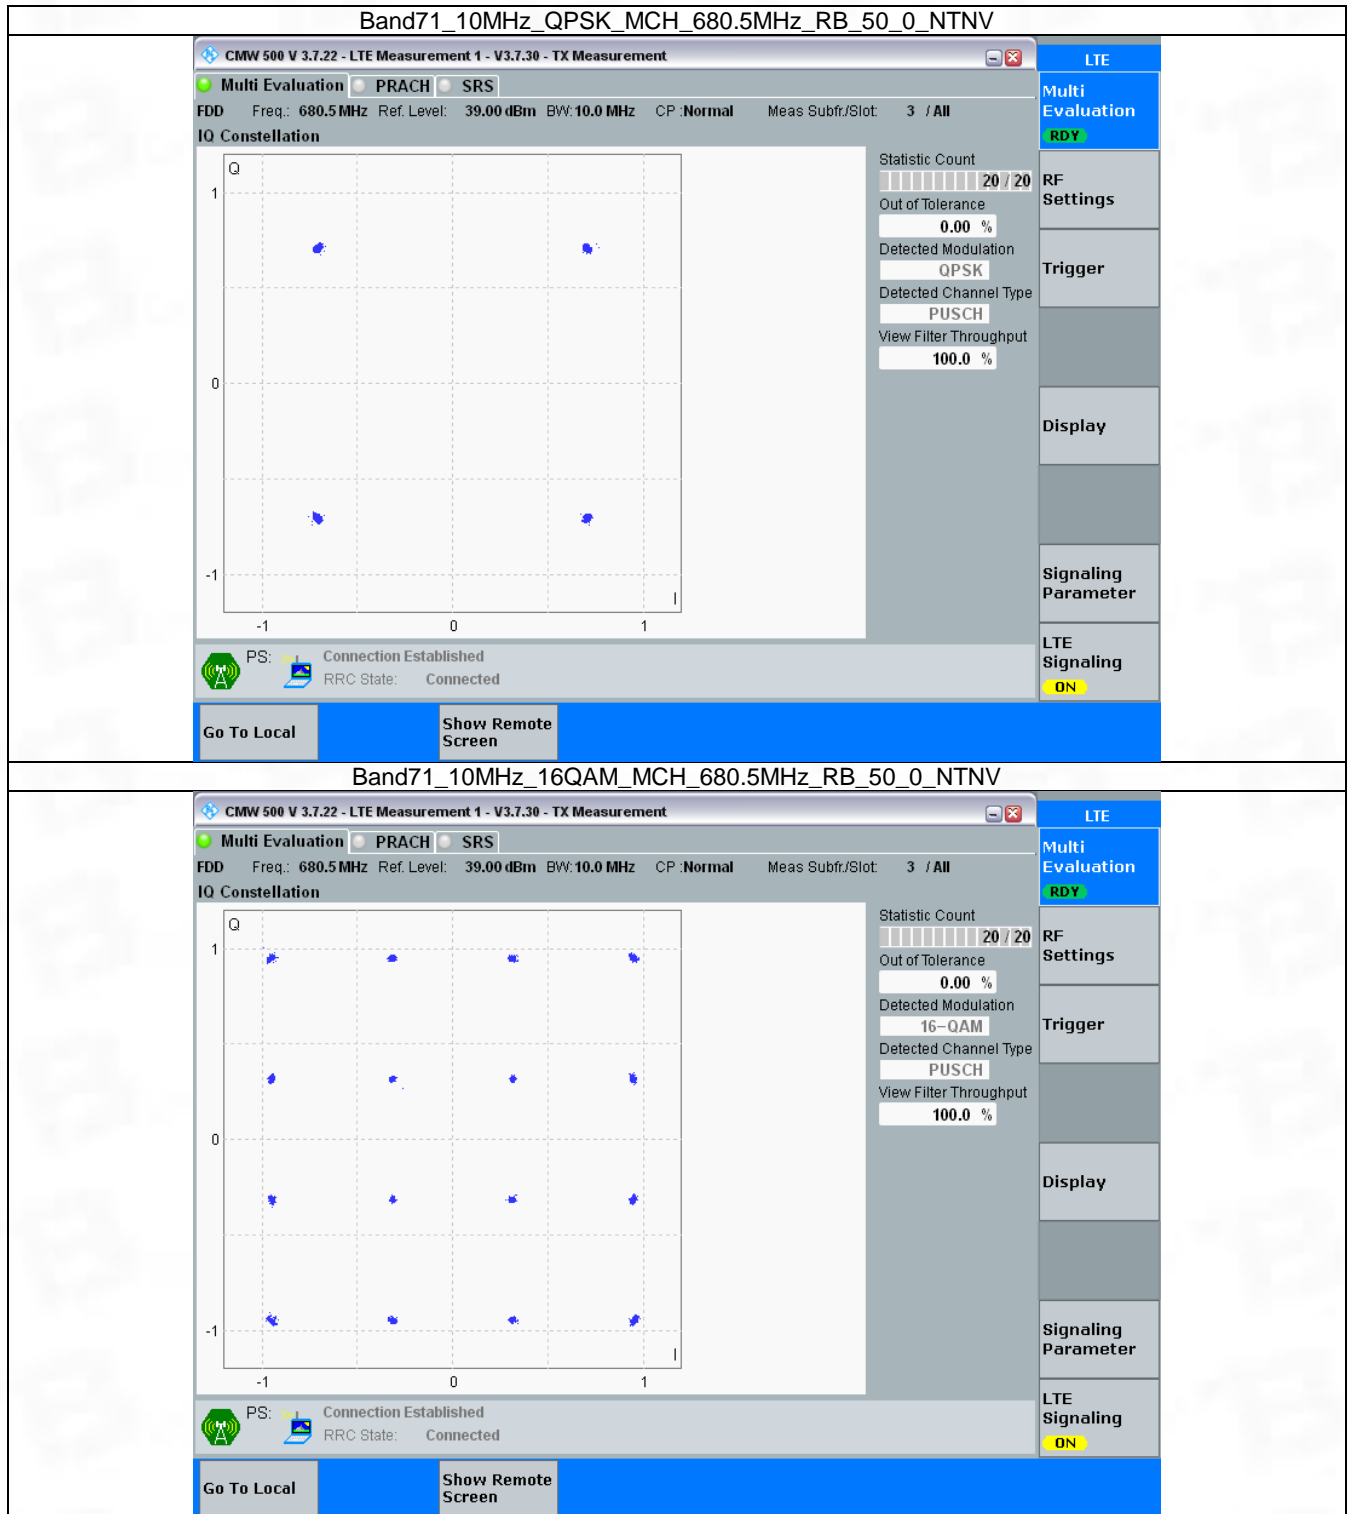 Band71_10MHz_QPSK_MCH_680.5MHz_RB_50_0_NTNV
CMW 500 V 3.7.22 - LTE Measurement 1 - V3.7.30 - TX Measurement
LTE
Multi Evaluation PRACH SRS
Multi
Evaluation
RDY
FDD Freq.: 680.5 MHz Ref. Level: 39.00 dBm BW: 10.0 MHz CP :Normal Meas Subfr./Slot: 3 / All
IQ Constellation
Q
1
0
-1
I
-1 0 1
Statistic Count
20 / 20
Out of Tolerance
0.00 %
Detected Modulation
QPSK
Detected Channel Type
PUSCH
View Filter Throughput
100.0 %
RF
Settings
Trigger
Display
Signaling
Parameter
LTE
Signaling
ON
PS: Connection Established
RRC State: Connected
Go To Local
Show Remote
Screen
Band71_10MHz_16QAM_MCH_680.5MHz_RB_50_0_NTNV
CMW 500 V 3.7.22 - LTE Measurement 1 - V3.7.30 - TX Measurement
LTE
Multi Evaluation PRACH SRS
Multi
Evaluation
RDY
FDD Freq.: 680.5 MHz Ref. Level: 39.00 dBm BW: 10.0 MHz CP :Normal Meas Subfr./Slot: 3 / All
IQ Constellation
Q
1
0
-1
I
-1 0 1
Statistic Count
20 / 20
Out of Tolerance
0.00 %
Detected Modulation
16-QAM
Detected Channel Type
PUSCH
View Filter Throughput
100.0 %
RF
Settings
Trigger
Display
Signaling
Parameter
LTE
Signaling
ON
PS: Connection Established
RRC State: Connected
Go To Local
Show Remote
Screen